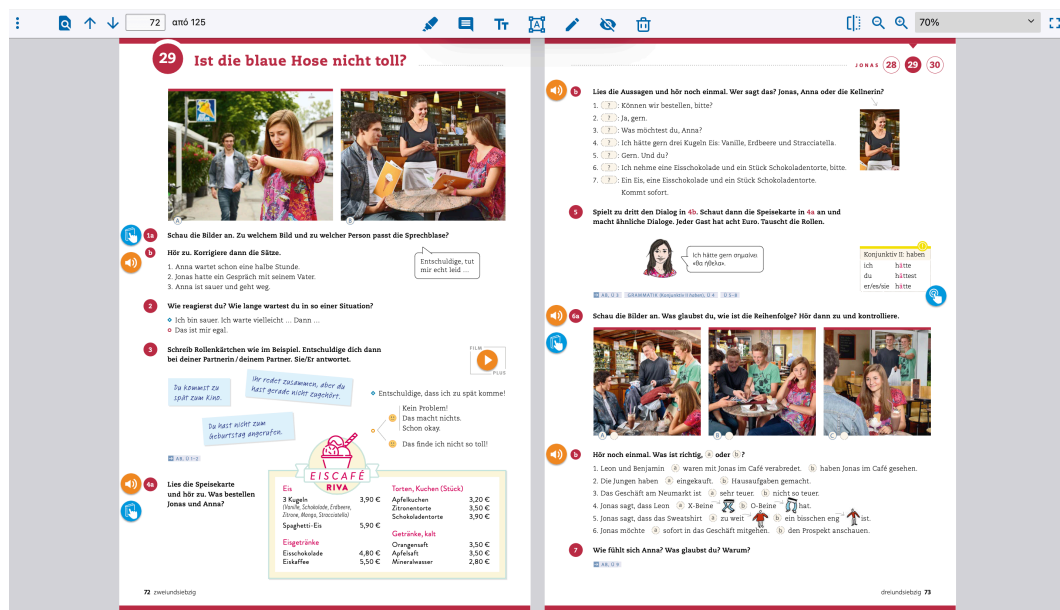 72 από 125
70%
29 Ist die blaue Hose nicht toll?
A
1a Schau die Bilder an. Zu welchem Bild und zu welcher Person passt die Sprechblase?
b Hör zu. Korrigiere dann die Sätze.
1. Anna wartet schon eine halbe Stunde.
2. Jonas hatte ein Gespräch mit seinem Vater.
3. Anna ist sauer und geht weg.
Entschuldige, tut
mir echt leid ...
2 Wie reagierst du? Wie lange wartest du in so einer Situation?
Ich bin sauer. Ich warte vielleicht ... Dann ...
Das ist mir egal.
3 Schreib Rollenkärtchen wie im Beispiel. Entschuldige dich dann
bei deiner Partnerin / deinem Partner. Sie/Er antwortet.
FILM
PLUS
Du kommst zu
spät zum Kino.
Ihr redet zusammen, aber du
hast gerade nicht zugehört.
Du hast nicht zum
Geburtstag angerufen.
Entschuldige, dass ich zu spät komme!
Kein Problem!
Das macht nichts.
Schon okay.
Das finde ich nicht so toll!
AB, Ü 1–2
4a Lies die Speisekarte
und hör zu. Was bestellen
Jonas und Anna?
EISCAFÉ
RIVA
Eis
3 Kugeln 3,90 €
(Vanille, Schokolade, Erdbeere,
Zitrone, Mango, Stracciatella)
Spaghetti-Eis 5,90 €
Eisgetränke
Eisschokolade 4,80 €
Eiskaffee 5,50 €
Torten, Kuchen (Stück)
Apfelkuchen 3,20 €
Zitronentorte 3,50 €
Schokoladentorte 3,90 €
Getränke, kalt
Orangensaft 3,50 €
Apfelsaft 3,50 €
Mineralwasser 2,80 €
72 zweiundsiebzig
JONAS 28 29 30
b Lies die Aussagen und hör noch einmal. Wer sagt das? Jonas, Anna oder die Kellnerin?
1. ? : Können wir bestellen, bitte?
2. ? : Ja, gern.
3. ? : Was möchtest du, Anna?
4. ? : Ich hätte gern drei Kugeln Eis: Vanille, Erdbeere und Stracciatella.
5. ? : Gern. Und du?
6. ? : Ich nehme eine Eisschokolade und ein Stück Schokoladentorte, bitte.
7. ? : Ein Eis, eine Eisschokolade und ein Stück Schokoladentorte.
Kommt sofort.
5 Spielt zu dritt den Dialog in 4b. Schaut dann die Speisekarte in 4a an und
macht ähnliche Dialoge. Jeder Gast hat acht Euro. Tauscht die Rollen.
Ich hätte gern σημαίνει
«θα ήθελα».
Konjunktiv II: haben
ich hätte
du hättest
er/es/sie hätte
AB, Ü 3 GRAMMATIK (Konjunktiv II haben), Ü 4 Ü 5–8
6a Schau die Bilder an. Was glaubst du, wie ist die Reihenfolge? Hör dann zu und kontrolliere.
A
B
C
b Hör noch einmal. Was ist richtig, a oder b?
1. Leon und Benjamin a waren mit Jonas im Café verabredet. b haben Jonas im Café gesehen.
2. Die Jungen haben a eingekauft. b Hausaufgaben gemacht.
3. Das Geschäft am Neumarkt ist a sehr teuer. b nicht so teuer.
4. Jonas sagt, dass Leon a X-Beine b O-Beine hat.
5. Jonas sagt, dass das Sweatshirt a zu weit b ein bisschen eng ist.
6. Jonas möchte a sofort in das Geschäft mitgehen. b den Prospekt anschauen.
7 Wie fühlt sich Anna? Was glaubst du? Warum?
AB, Ü 9
dreiundsiebzig 73